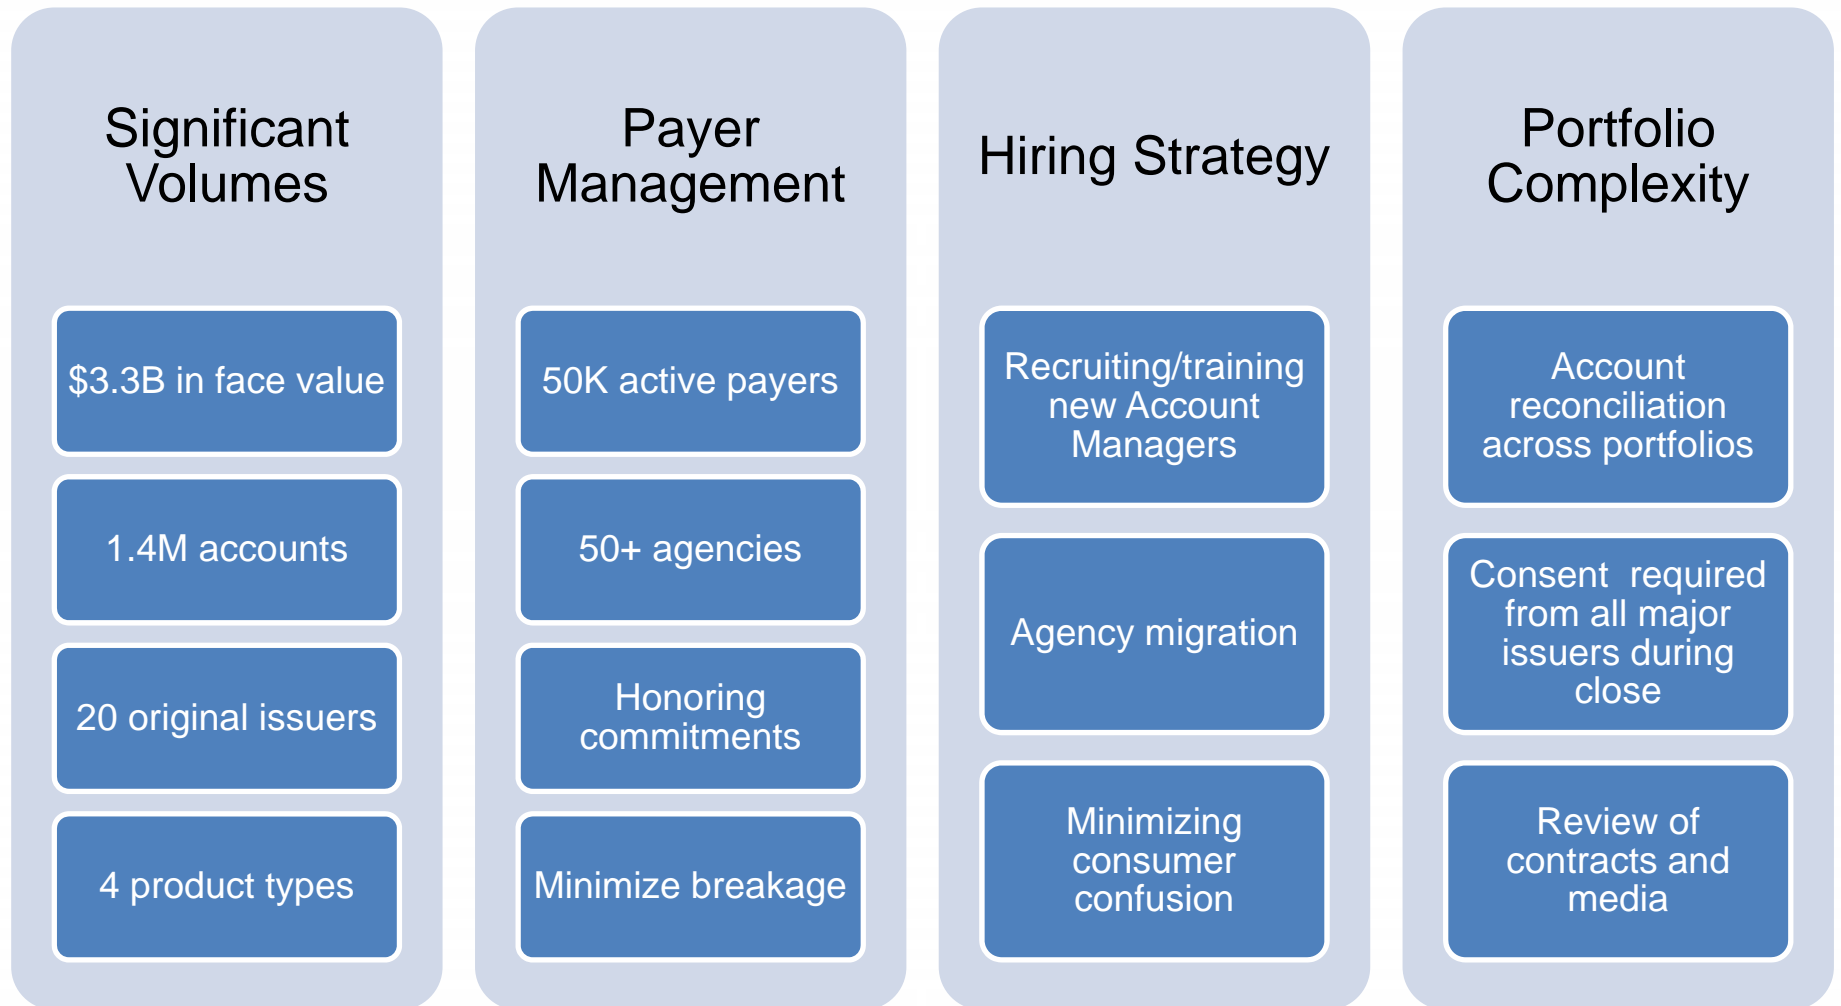 Significant
Volumes
$3.3B in face value
1.4M accounts
20 original issuers
4 product types
Payer
Management
50K active payers
50+ agencies
Honoring
commitments
Minimize breakage
Hiring Strategy
Recruiting/training
new Account
Managers
Agency migration
Minimizing
consumer
confusion
Portfolio
Complexity
Account
reconciliation
across portfolios
Consent  required
from all major
issuers during
close
Review of
contracts and
media